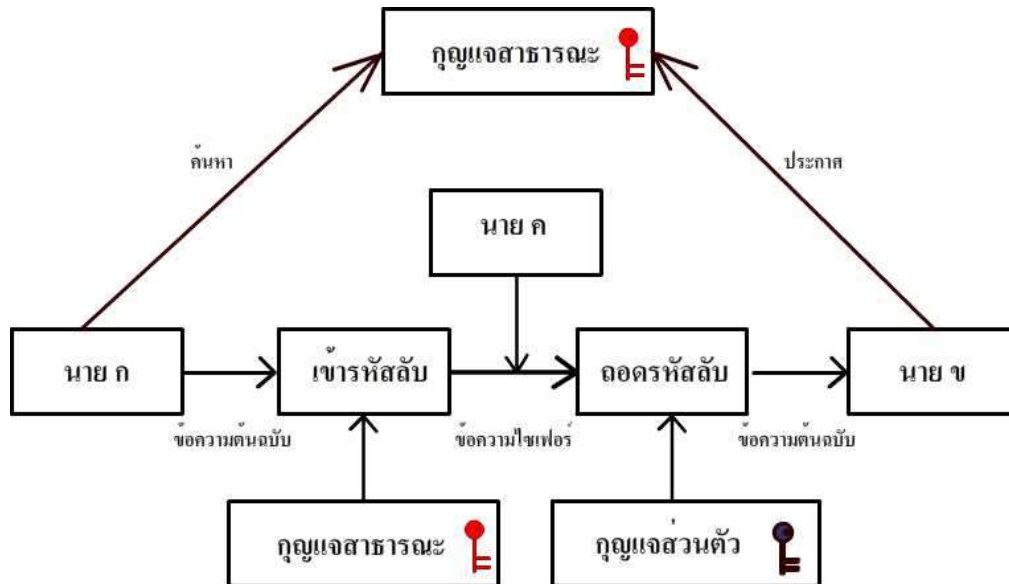 กุญแจสาธารณะ
ค้นหา
ประกาศ
นาย ค
นาย ก
เข้ารหัสลับ
ถอดรหัสลับ
นาย ข
ข้อความต้นฉบับ
ข้อความไซเฟอร์
ข้อความต้นฉบับ
กุญแจสาธารณะ
กุญแจส่วนตัว